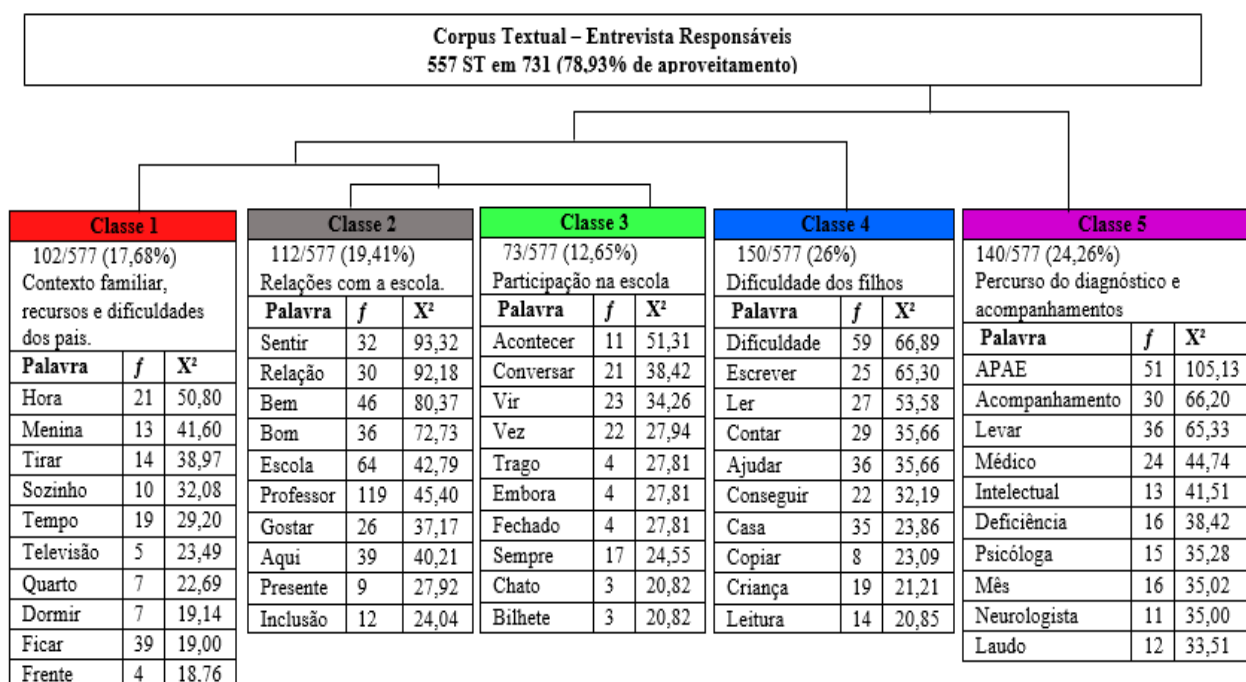 Corpus Textual – Entrevista Responsáveis
557 ST em 731 (78,93% de aproveitamento)
Classe 1
102/577 (17,68%)
Contexto familiar,
recursos e dificuldades
dos pais.
Palavra f X²
Hora 21 50,80
Menina 13 41,60
Tirar 14 38,97
Sozinho 10 32,08
Tempo 19 29,20
Televisão 5 23,49
Quarto 7 22,69
Dormir 7 19,14
Ficar 39 19,00
Frente 4 18,76
Classe 2
112/577 (19,41%)
Relações com a escola.
Palavra f X²
Sentir 32 93,32
Relação 30 92,18
Bem 46 80,37
Bom 36 72,73
Escola 64 42,79
Professor 119 45,40
Gostar 26 37,17
Aqui 39 40,21
Presente 9 27,92
Inclusão 12 24,04
Classe 3
73/577 (12,65%)
Participação na escola
Palavra f X²
Acontecer 11 51,31
Conversar 21 38,42
Vir 23 34,26
Vez 22 27,94
Trago 4 27,81
Embora 4 27,81
Fechado 4 27,81
Sempre 17 24,55
Chato 3 20,82
Bilhete 3 20,82
Classe 4
150/577 (26%)
Dificuldade dos filhos
Palavra f X²
Dificuldade 59 66,89
Escrever 25 65,30
Ler 27 53,58
Contar 29 35,66
Ajudar 36 35,66
Conseguir 22 32,19
Casa 35 23,86
Copiar 8 23,09
Criança 19 21,21
Leitura 14 20,85
Classe 5
140/577 (24,26%)
Percurso do diagnóstico e
acompanhamentos
Palavra f X²
APAE 51 105,13
Acompanhamento 30 66,20
Levar 36 65,33
Médico 24 44,74
Intelectual 13 41,51
Deficiência 16 38,42
Psicóloga 15 35,28
Mês 16 35,02
Neurologista 11 35,00
Laudo 12 33,51